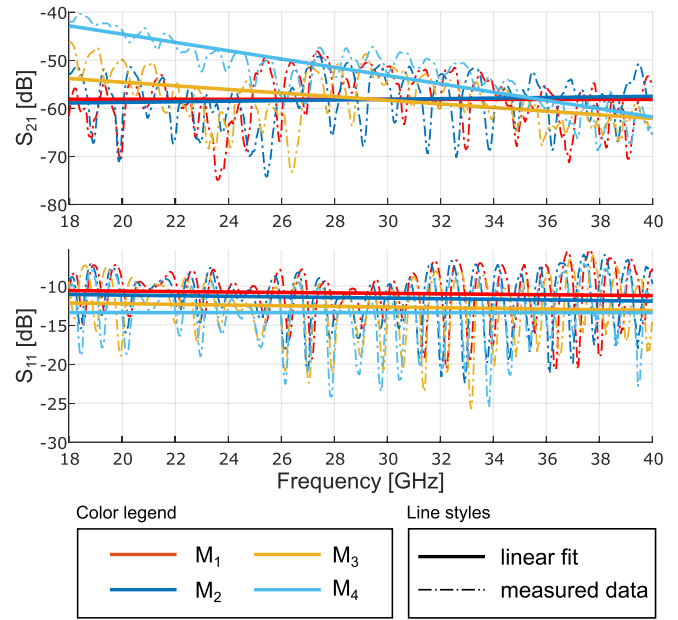 -40
-50
-60
-70
-80
S21 [dB]
18 20 22 24 26 28 30 32 34 36 38 40
-10
-15
-20
-25
-30
S11 [dB]
18 20 22 24 26 28 30 32 34 36 38 40
Frequency [GHz]
Color legend
Line styles
M1 M3
M2 M4
linear fit
measured data